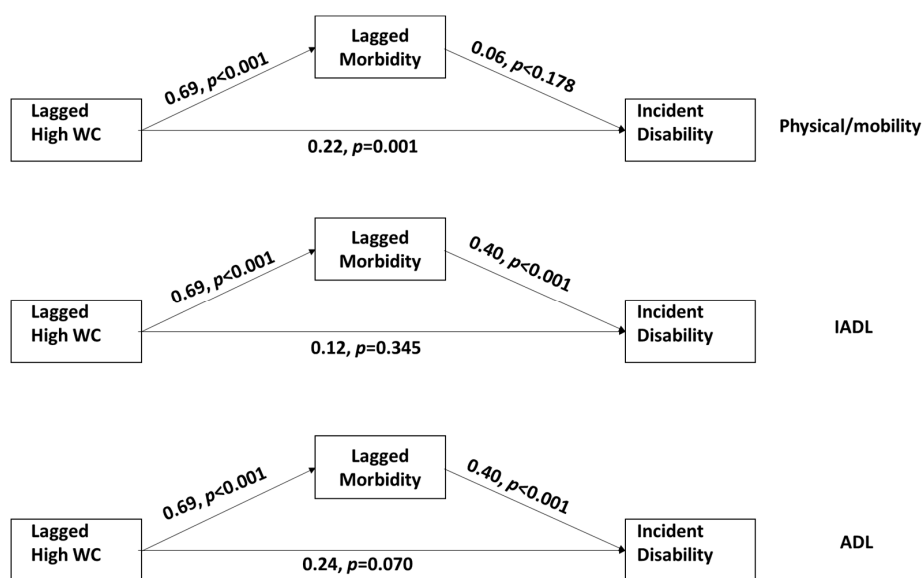 Lagged
Morbidity
0.69, p<0.001
0.06, p<0.178
Lagged
High WC
Incident
Disability
Physical/mobility
0.22, p=0.001
Lagged
Morbidity
0.69, p<0.001
0.40, p<0.001
Lagged
High WC
Incident
Disability
IADL
0.12, p=0.345
Lagged
Morbidity
0.69, p<0.001
0.40, p<0.001
Lagged
High WC
Incident
Disability
ADL
0.24, p=0.070